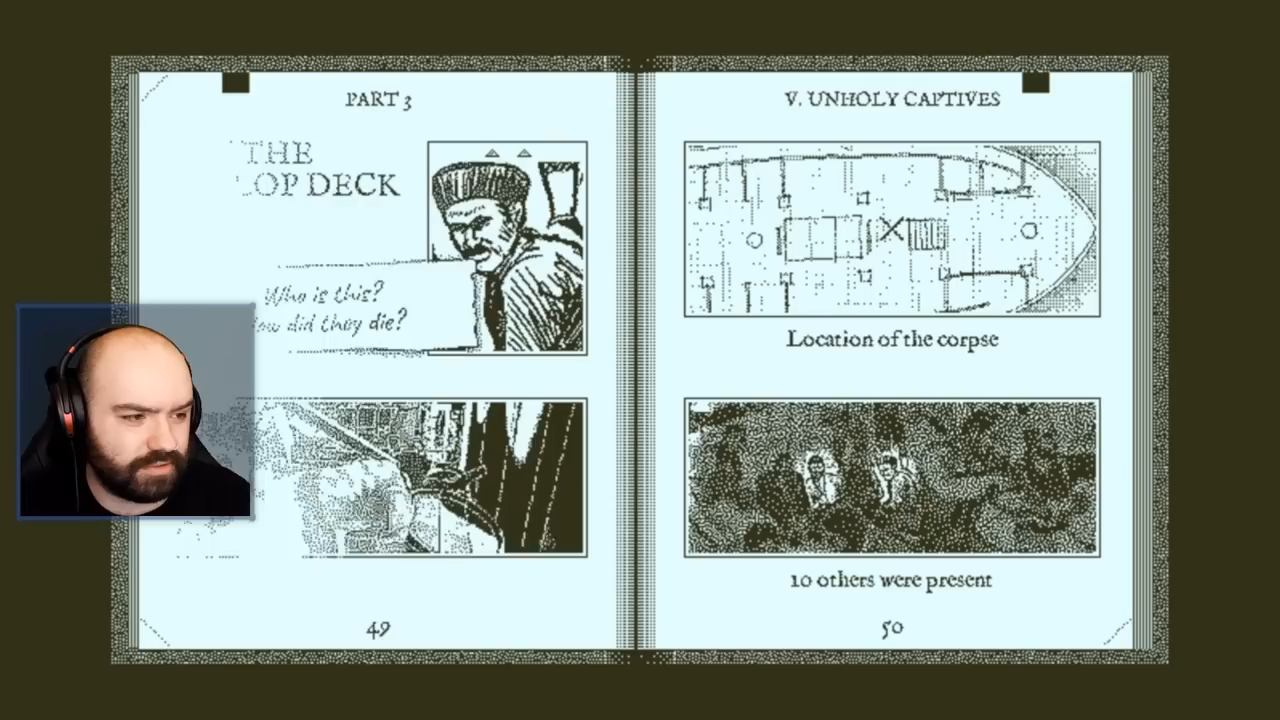 PART 3
THE
OP DECK
Who is this?
ow did they die?
49
V. UNHOLY CAPTIVES
Location of the corpse
10 others were present
50